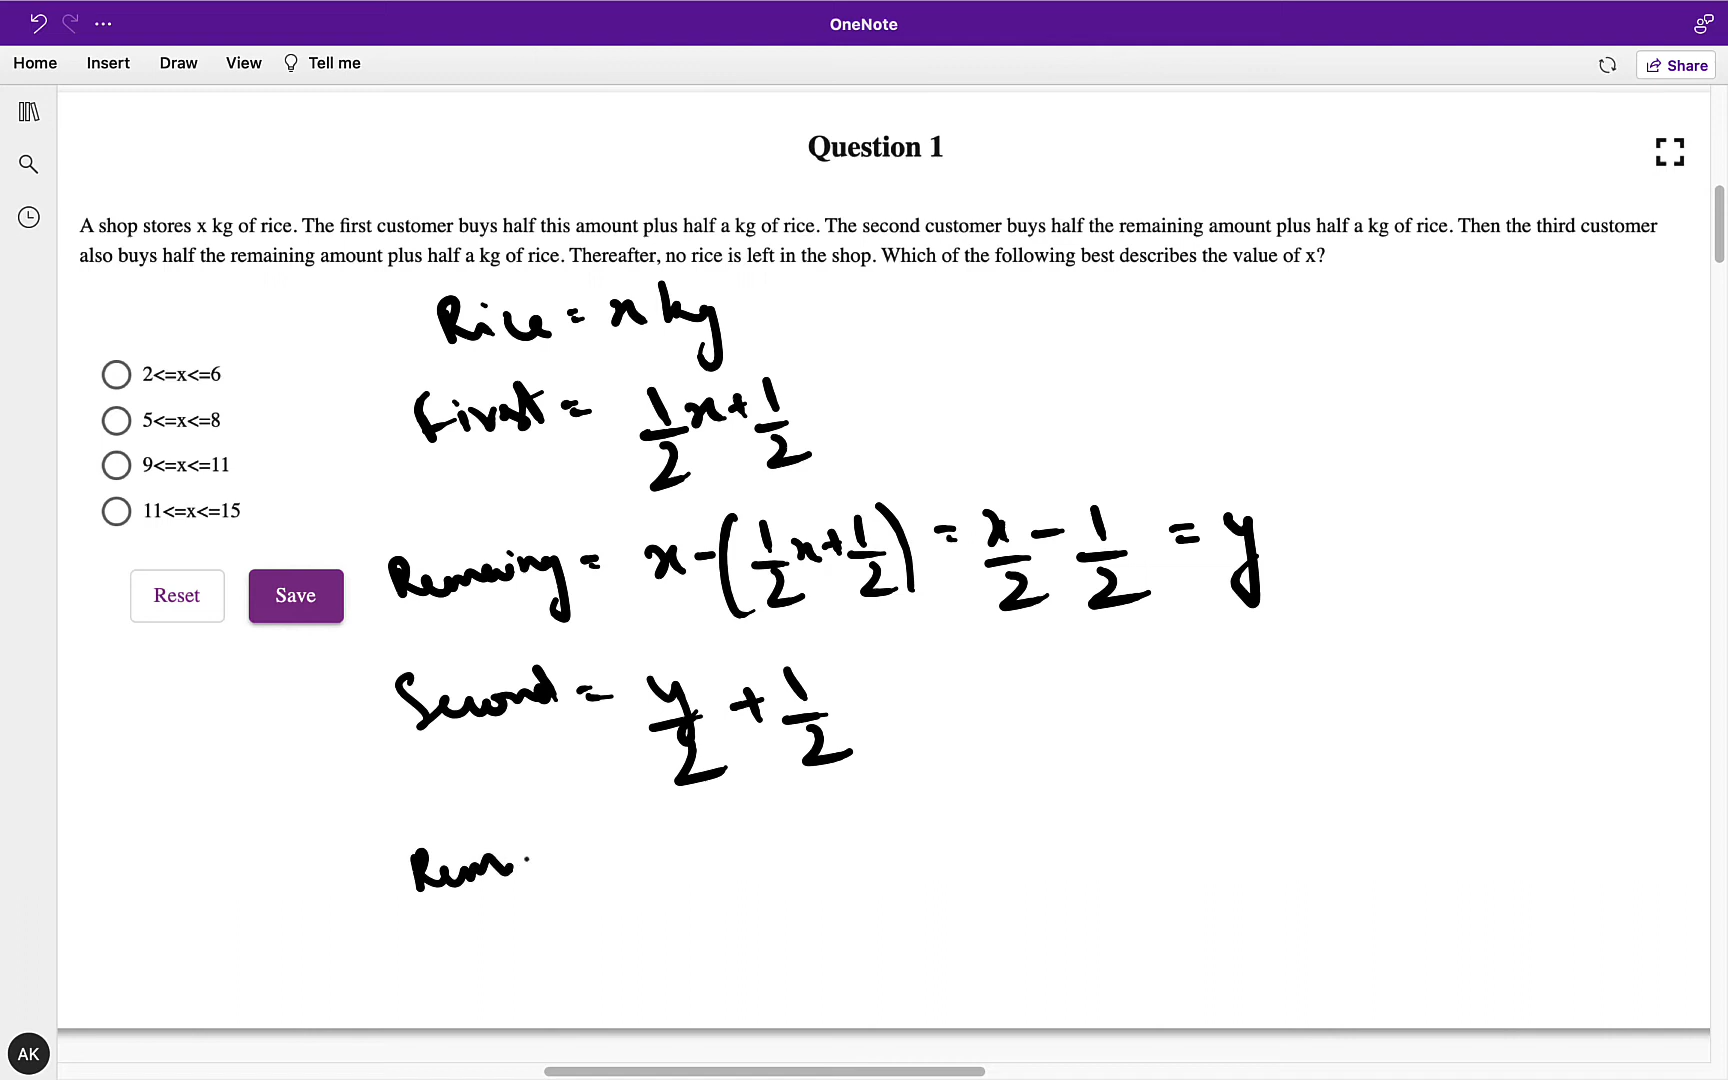 OneNote
Home Insert Draw View Tell me
Share
Question 1
A shop stores x kg of rice. The first customer buys half this amount plus half a kg of rice. The second customer buys half the remaining amount plus half a kg of rice. Then the third customer
also buys half the remaining amount plus half a kg of rice. Thereafter, no rice is left in the shop. Which of the following best describes the value of x?
Rice = x kg
2<=x<=6
First = 1/2 x + 1/2
5<=x<=8
9<=x<=11
11<=x<=15
Remaining = x - (1/2 x + 1/2) = x/2 - 1/2 = y
Reset Save
Second = y/2 + 1/2
Rem
AK